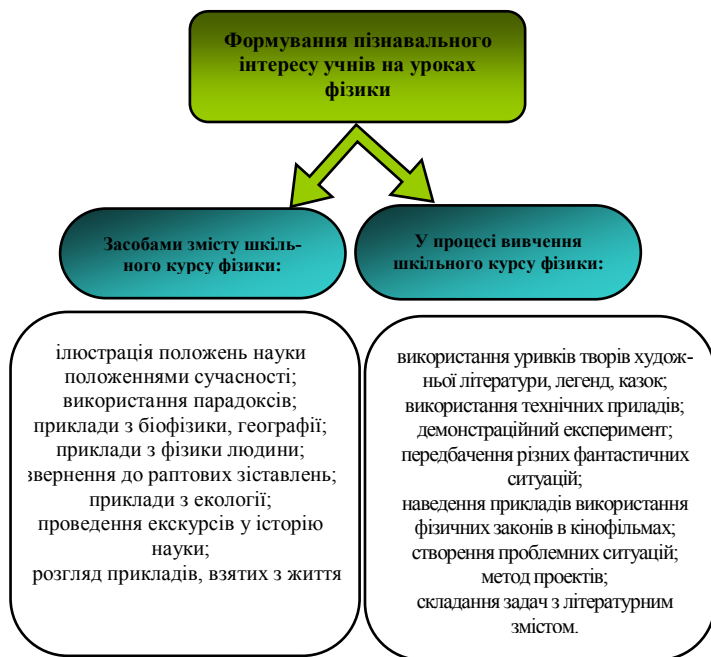 Формування пізнавального
інтересу учнів на уроках
фізики
Засобами змісту шкіль-
ного курсу фізики:
У процесі вивчення
шкільного курсу фізики:
ілюстрація положень науки
положеннями сучасності;
використання парадоксів;
приклади з біофізики, географії;
приклади з фізики людини;
звернення до раптових зіставлень;
приклади з екології;
проведення екскурсів у історію
науки;
розгляд прикладів, взятих з життя
використання уривків творів худож-
ньої літератури, легенд, казок;
використання технічних приладів;
демонстраційний експеримент;
передбачення різних фантастичних
ситуацій;
наведення прикладів використання
фізичних законів в кінофільмах;
створення проблемних ситуацій;
метод проектів;
складання задач з літературним
змістом.